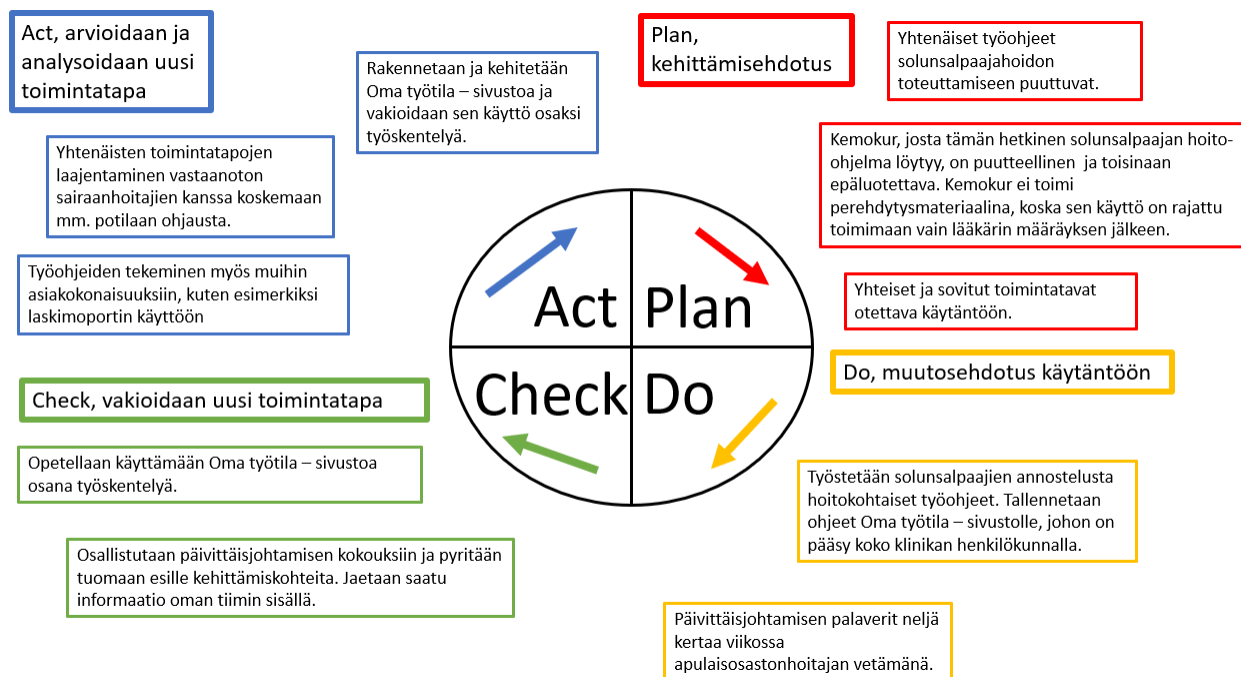 Act, arvioidaan ja
analysoidaan uusi
toimintatapa
Rakennetaan ja kehitetään
Oma työtila – sivustoa ja
vakioidaan sen käyttö osaksi
työskentelyä.
Yhtenäisten toimintatapojen
laajentaminen vastaanoton
sairaanhoitajien kanssa koskemaan
mm. potilaan ohjausta.
Työohjeiden tekeminen myös muihin
asiakokonaisuuksiin, kuten esimerkiksi
laskimoportin käyttöön
Plan,
kehittämisehdotus
Yhtenäiset työohjeet
solunsalpaajahoidon
toteuttamiseen puuttuvat.
Kemokur, josta tämän hetkinen solunsalpaajan hoito-
ohjelma löytyy, on puutteellinen ja toisinaan
epäluotettava. Kemokur ei toimi
perehdytysmateriaalina, koska sen käyttö on rajattu
toimimaan vain lääkärin määräyksen jälkeen.
Yhteiset ja sovitut toimintatavat
otettava käytäntöön.
Act
Plan
Check
Do
Do, muutosehdotus käytäntöön
Työstetään solunsalpaajien annostelusta
hoitokohtaiset työohjeet. Tallennetaan
ohjeet Oma työtila – sivustolle, johon on
pääsy koko klinikan henkilökunnalla.
Päivittäisjohtamisen palaverit neljä
kertaa viikossa
apulaisosastonhoitajan vetämänä.
Check, vakioidaan uusi toimintatapa
Opetellaan käyttämään Oma työtila – sivustoa
osana työskentelyä.
Osallistutaan päivittäisjohtamisen kokouksiin ja pyritään
tuomaan esille kehittämiskohteita. Jaetaan saatu
informaatio oman tiimin sisällä.